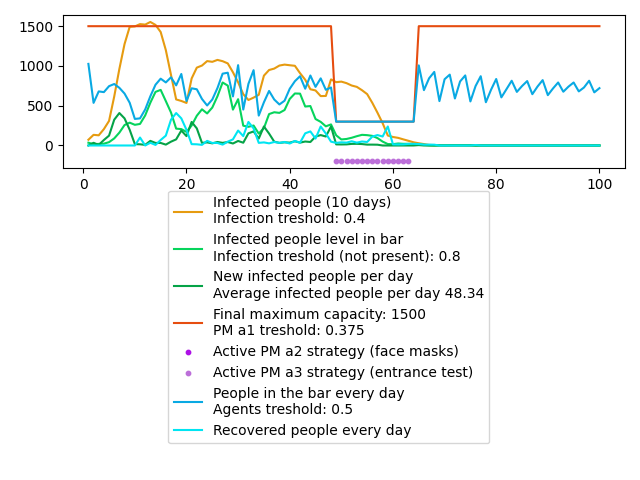 1500
1000
500
0
0
20
40
60
80
100
Infected people (10 days)
Infection treshold: 0.4
Infected people level in bar
Infection treshold (not present): 0.8
New infected people per day
Average infected people per day 48.34
Final maximum capacity: 1500
PM a1 treshold: 0.375
Active PM a2 strategy (face masks)
Active PM a3 strategy (entrance test)
People in the bar every day
Agents treshold: 0.5
Recovered people every day